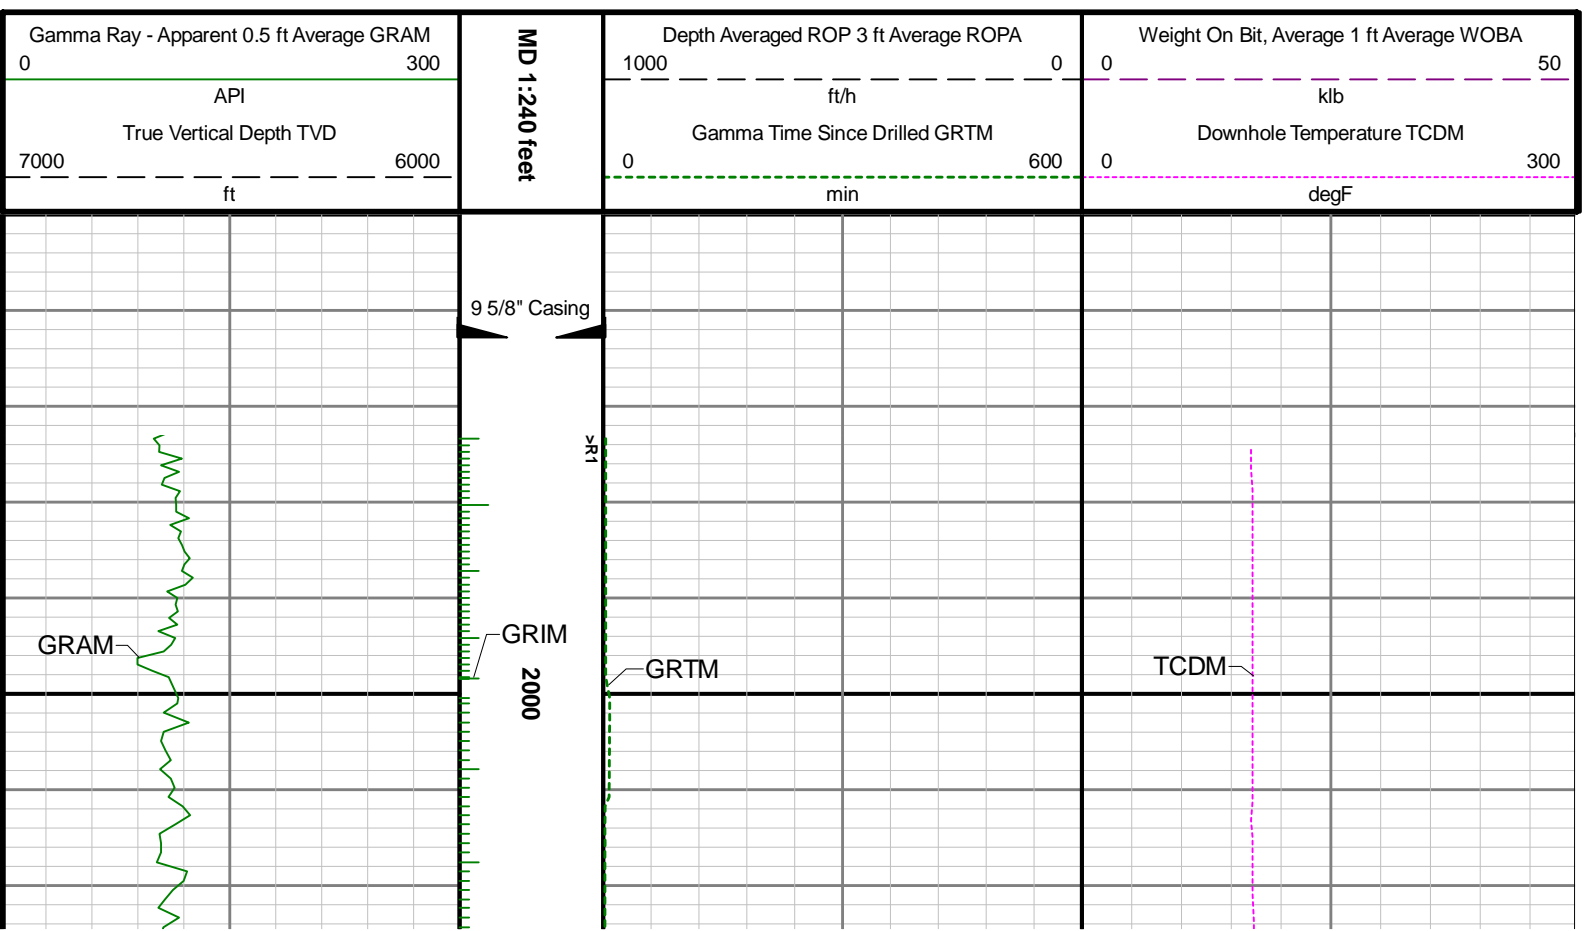 Gamma Ray - Apparent 0.5 ft Average GRAM
0 300
API
True Vertical Depth TVD
7000 6000
ft
MD 1:240 feet
Depth Averaged ROP 3 ft Average ROPA
1000 0
ft/h
Gamma Time Since Drilled GRTM
0 600
min
Weight On Bit, Average 1 ft Average WOBA
0 50
klb
Downhole Temperature TCDM
0 300
degF
9 5/8" Casing
>R1
GRAM
GRIM
2000
GRTM
TCDM